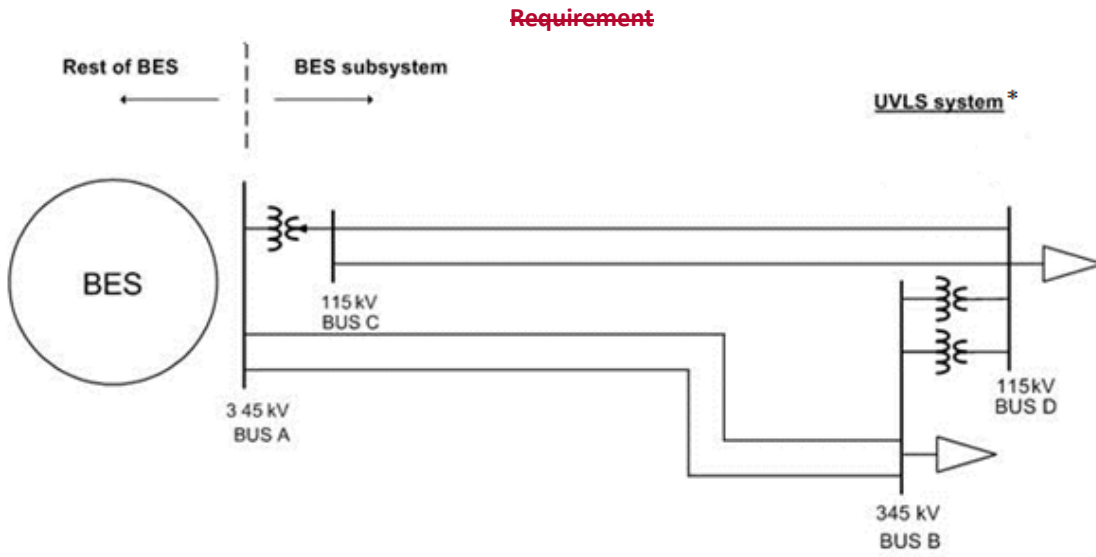 Requirement
Rest of BES
BES subsystem
UVLS system *
BES
115 kV
BUS C
3 45 kV
BUS A
115kV
BUS D
345 kV
BUS B